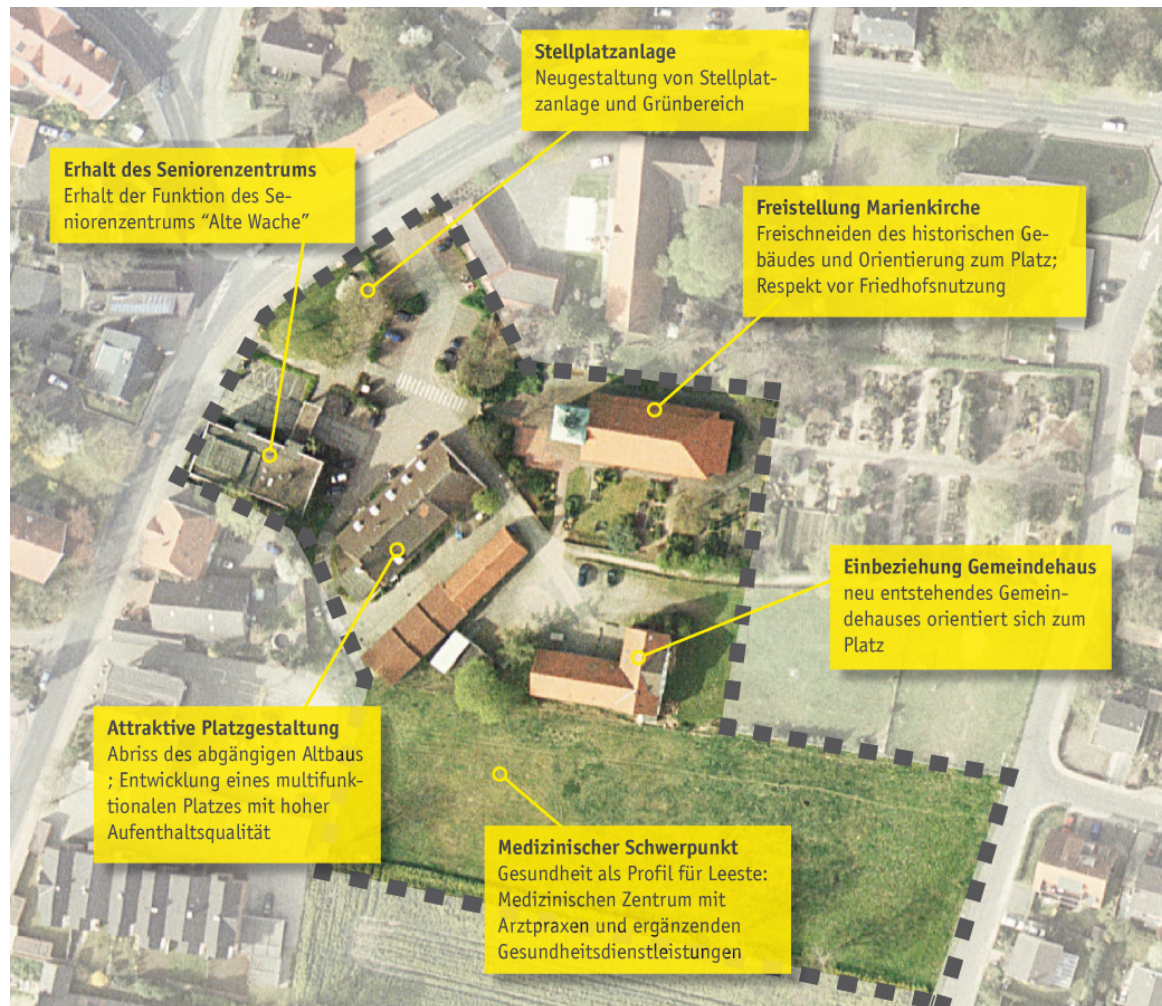 Stellplatzanlage
Neugestaltung von Stellplat-
zanlage und Grünbereich
Erhalt des Seniorenzentrums
Erhalt der Funktion des Se-
niorenzentrums “Alte Wache”
Freistellung Marienkirche
Freischneiden des historischen Ge-
bäudes und Orientierung zum Platz;
Respekt vor Friedhofsnutzung
Einbeziehung Gemeindehaus
neu entstehendes Gemein-
dehauses orientiert sich zum
Platz
Attraktive Platzgestaltung
Abriss des abgängigen Altbaus
; Entwicklung eines multifunk-
tionalen Platzes mit hoher
Aufenthaltsqualität
Medizinischer Schwerpunkt
Gesundheit als Profil für Leeste:
Medizinischen Zentrum mit
Arztpraxen und ergänzenden
Gesundheitsdienstleistungen